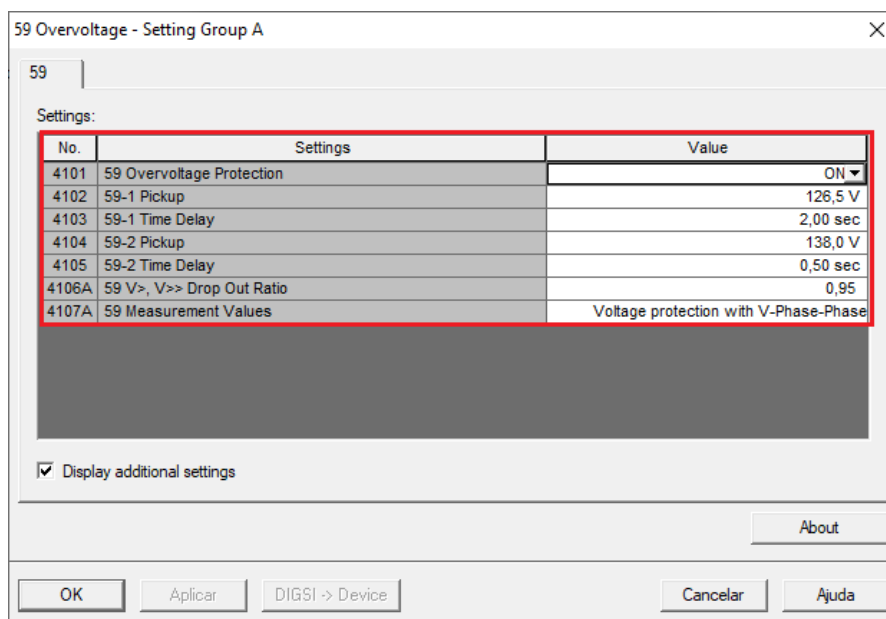 59 Overvoltage - Setting Group A
59
Settings:
No. Settings Value
4101 59 Overvoltage Protection ON
4102 59-1 Pickup 126,5 V
4103 59-1 Time Delay 2,00 sec
4104 59-2 Pickup 138,0 V
4105 59-2 Time Delay 0,50 sec
4106A 59 V>, V>> Drop Out Ratio 0,95
4107A 59 Measurement Values Voltage protection with V-Phase-Phase
Display additional settings
About
OK Aplicar DIGSI -> Device Cancelar Ajuda